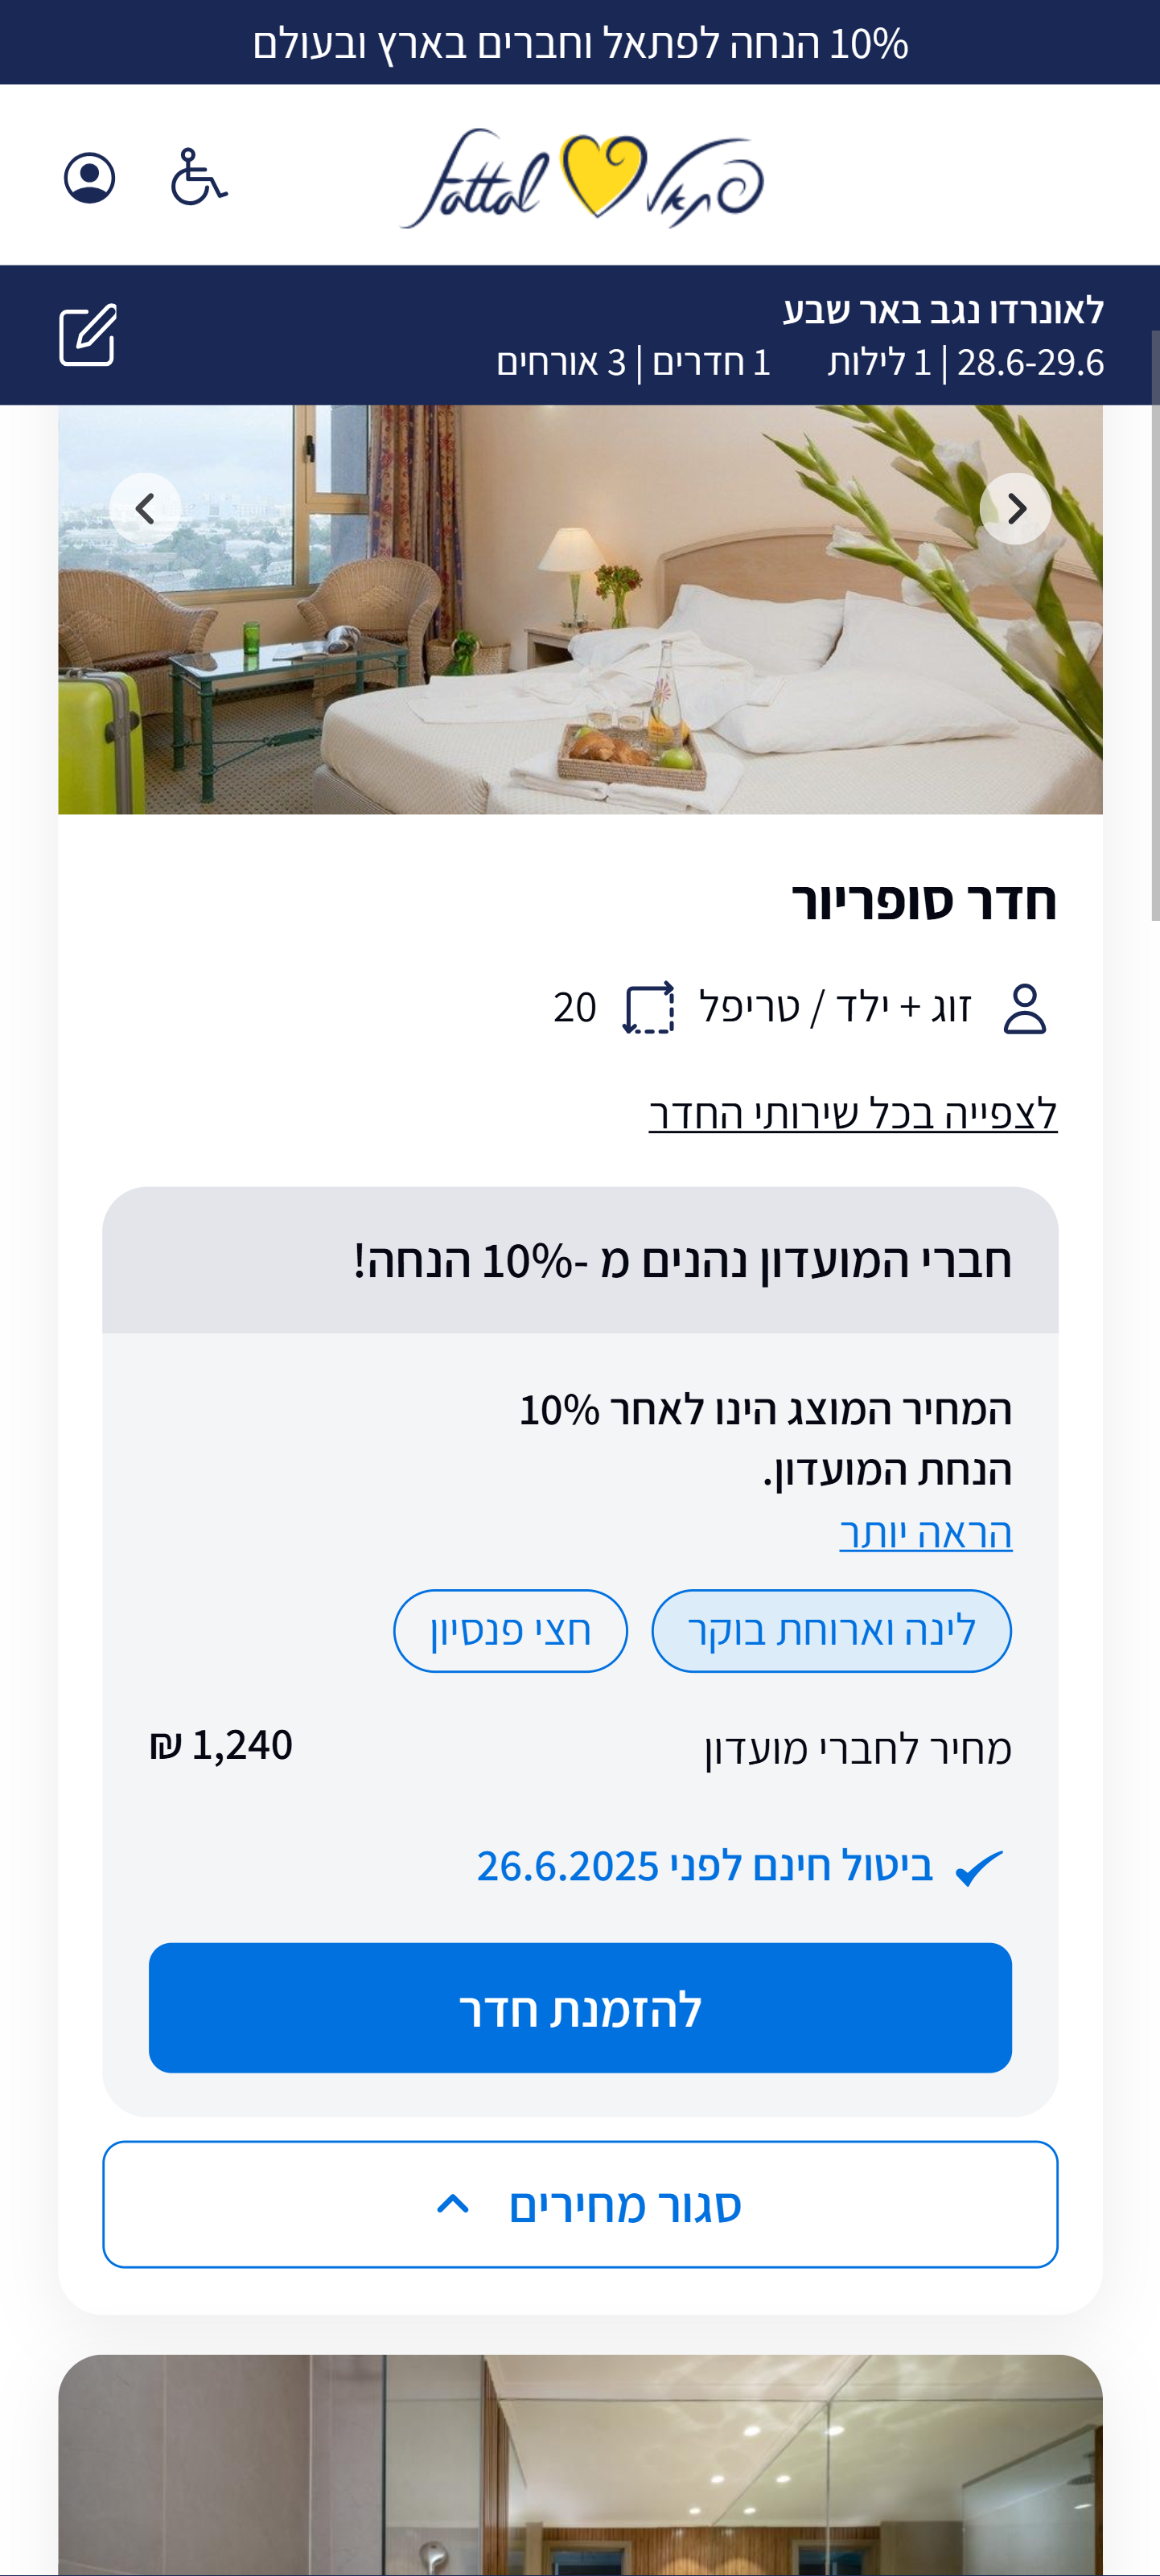 10% הנחה לפתאל וחברים בארץ ובעולם
fattal פתאל
לאונרדו נגב באר שבע
28.6-29.6 | 1 לילות 1 חדרים | 3 אורחים
חדר סופריור
זוג + ילד / טריפל 20
לצפייה בכל שירותי החדר
חברי המועדון נהנים מ -10% הנחה!
המחיר המוצג הינו לאחר 10%
הנחת המועדון.
הראה יותר
לינה וארוחת בוקר חצי פנסיון
מחיר לחברי מועדון 1,240 ₪
ביטול חינם לפני 26.6.2025
להזמנת חדר
סגור מחירים